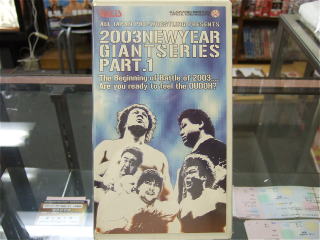 ALL JAPAN PRO-WRESTLING PRESENTS
2003NEWYEAR
GIANTSERIES
PART.1
The Beginning of Battle of 2003...
Are you ready to feel the OUDOH?